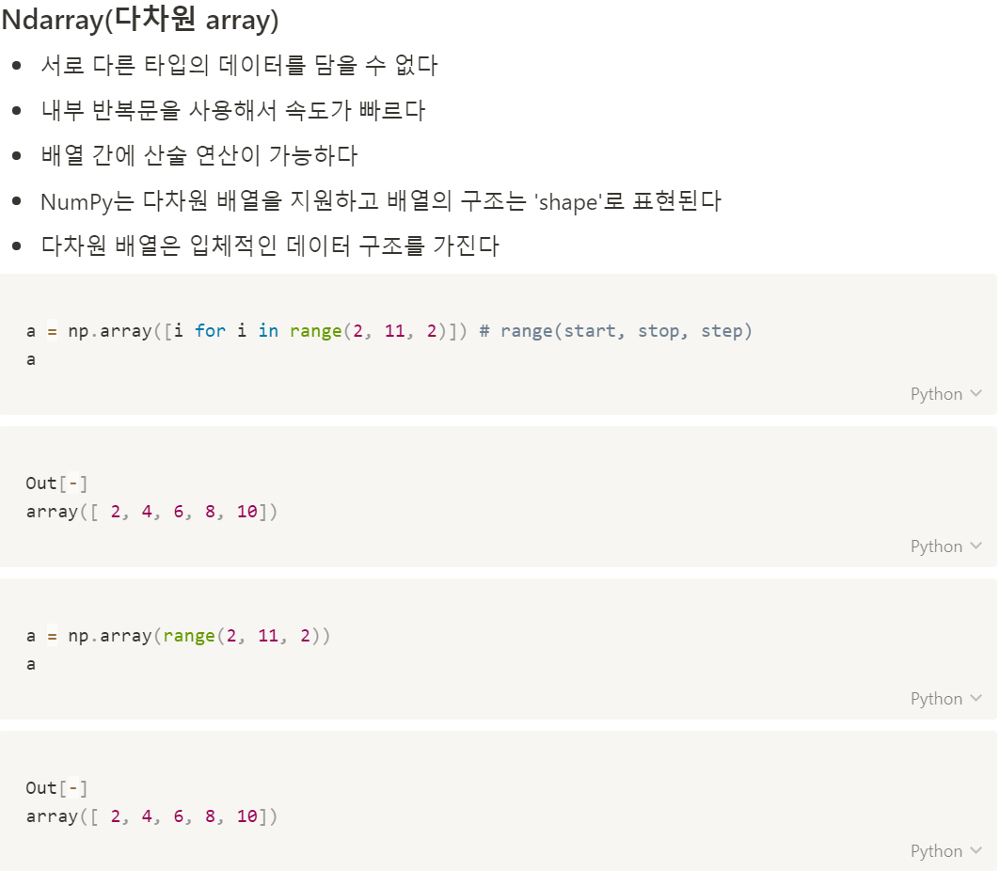 Ndarray(다차원 array)
서로 다른 타입의 데이터를 담을 수 없다
내부 반복문을 사용해서 속도가 빠르다
배열 간에 산술 연산이 가능하다
NumPy는 다차원 배열을 지원하고 배열의 구조는 'shape'로 표현된다
다차원 배열은 입체적인 데이터 구조를 가진다
a = np.array([i for i in range(2, 11, 2)]) # range(start, stop, step)
a
Python
Out[-]
array([ 2, 4, 6, 8, 10])
Python
a = np.array(range(2, 11, 2))
a
Python
Out[-]
array([ 2, 4, 6, 8, 10])
Python